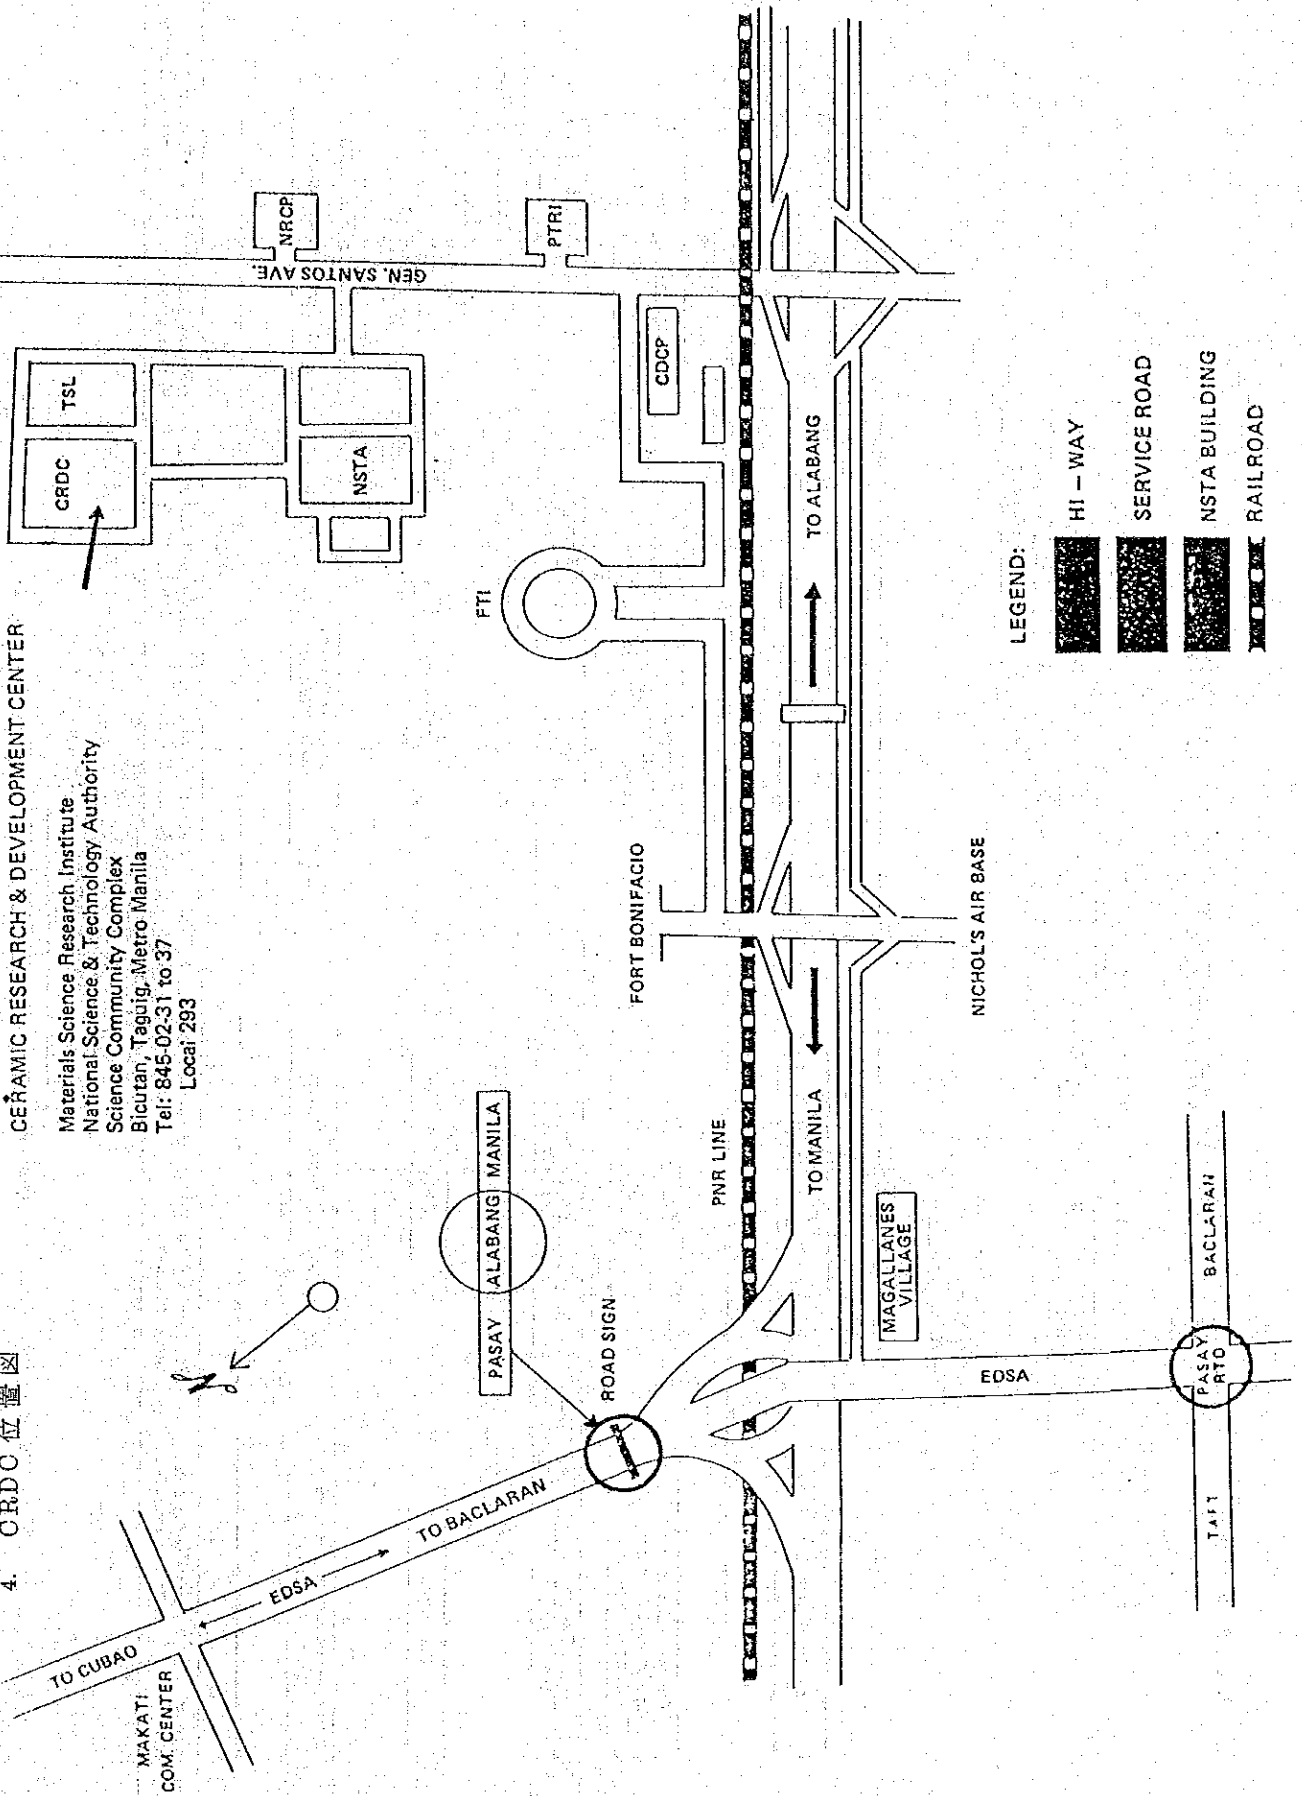 4. CRDC 位置図
CERAMIC RESEARCH & DEVELOPMENT CENTER
Materials Science Research Institute
National Science & Technology Authority
Science Community Complex
Bicutan, Taguig, Metro Manila
Tel: 845-02-31 to 37
Local 293
CRDC
TSL
NSTA
NRCP
GEN. SANTOS AVE.
PTRI
CDCP
FTI
N
MAKATI
COM. CENTER
TO CUBAO
EDSA
TO BACLARAN
PASAY ALABANG MANILA
ROAD SIGN
FORT BONIFACIO
PNR LINE
TO MANILA
TO ALABANG
MAGALLANES
VILLAGE
NICHOL'S AIR BASE
EDSA
TAFT
PASAY
RTD
BACLARAN
LEGEND:
HI - WAY
SERVICE ROAD
NSTA BUILDING
RAILROAD